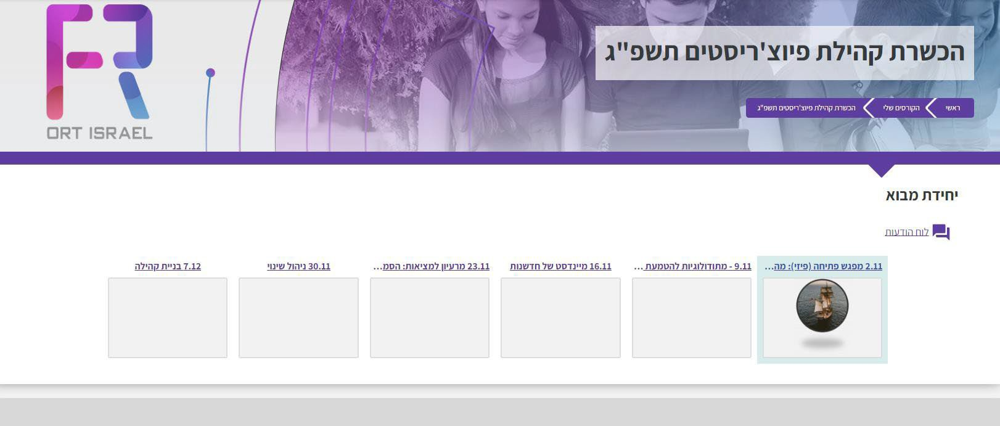 ORT ISRAEL
הכשרת קהילת פיוצ'ריסטים תשפ"ג
ראשי
הקורסים שלי
הכשרת קהילת פיוצ'ריסטים תשפ"ג
יחידת מבוא
לוח הודעות
2.11 מפגש פתיחה (פיזי): מה...
9.11 - מתודולוגיות להטמעת ...
16.11 מיינדסט של חדשנות
23.11 מרעיון למציאות: הסמ...
30.11 ניהול שינוי
7.12 בניית קהילה